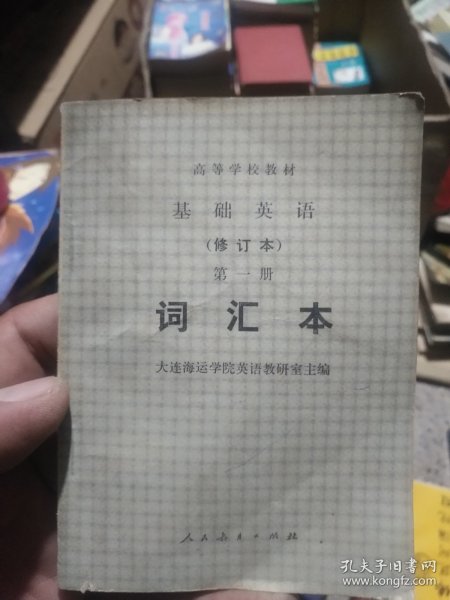 高等学校教材
基础英语
(修订本)
第一册
词汇本
大连海运学院英语教研室主编
人民教育出版社
孔夫子旧书网
www.kongfz.com